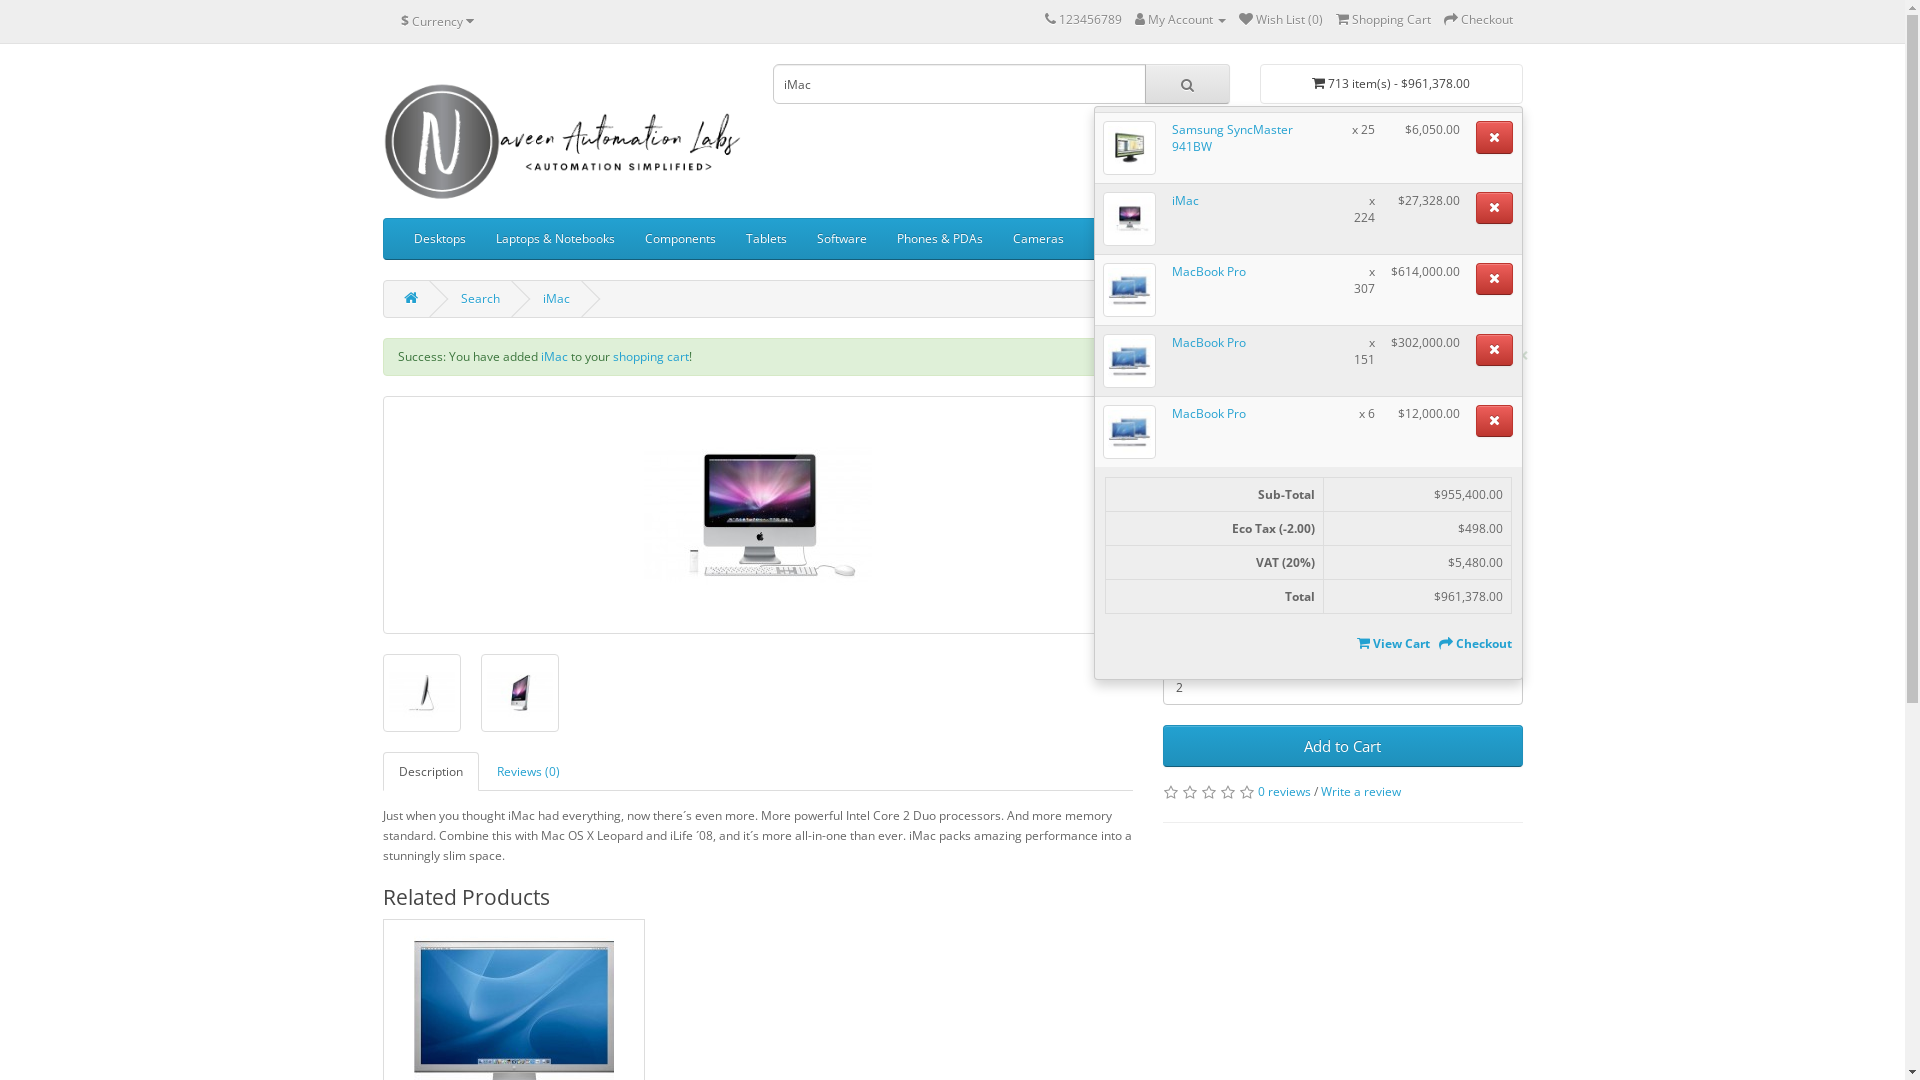 $ Currency
123456789 My Account Wish List (0) Shopping Cart Checkout
iMac
713 item(s) - $961,378.00
N
aveen Automation Labs
<AUTOMATION SIMPLIFIED>
Samsung SyncMaster 941BW x 25 $6,050.00
iMac x 224 $27,328.00
MacBook Pro x 307 $614,000.00
MacBook Pro x 151 $302,000.00
MacBook Pro x 6 $12,000.00
Sub-Total $955,400.00
Eco Tax (-2.00) $498.00
VAT (20%) $5,480.00
Total $961,378.00
View Cart Checkout
Desktops Laptops & Notebooks Components Tablets Software Phones & PDAs Cameras
Search iMac
Success: You have added iMac to your shopping cart!
2
Add to Cart
0 reviews / Write a review
Description Reviews (0)
Just when you thought iMac had everything, now there´s even more. More powerful Intel Core 2 Duo processors. And more memory
standard. Combine this with Mac OS X Leopard and iLife ´08, and it´s more all-in-one than ever. iMac packs amazing performance into a
stunningly slim space.
Related Products